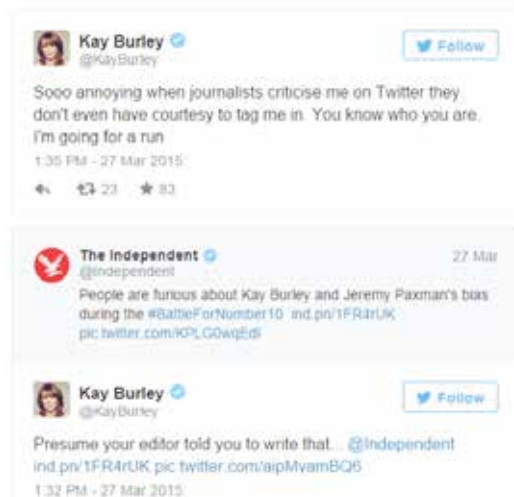 Kay Burley
@KayBurley
Follow
Sooo annoying when journalists criticise me on Twitter they
don't even have courtesy to tag me in. You know who you are.
I'm going for a run
1:35 PM - 27 Mar 2015
23 83
The Independent
@Independent
27 Mar
People are furious about Kay Burley and Jeremy Paxman's bias
during the #BattleForNumber10 ind.pn/1FR4rUK
pic.twitter.com/KPLG0wqEdl
Kay Burley
@KayBurley
Follow
Presume your editor told you to write that... @Independent
ind.pn/1FR4rUK pic.twitter.com/aipMvamBQ6
1:32 PM - 27 Mar 2015